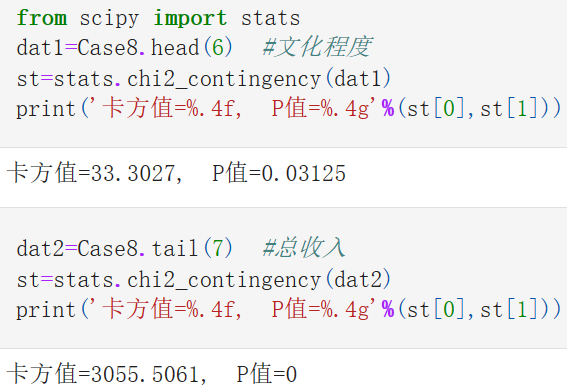 from scipy import stats
dat1=Case8.head(6)  #文化程度
st=stats.chi2_contingency(dat1)
print('卡方值=%.4f,  P值=%.4g'%(st[0],st[1]))
卡方值=33.3027,  P值=0.03125
dat2=Case8.tail(7)  #总收入
st=stats.chi2_contingency(dat2)
print('卡方值=%.4f,  P值=%.4g'%(st[0],st[1]))
卡方值=3055.5061,  P值=0